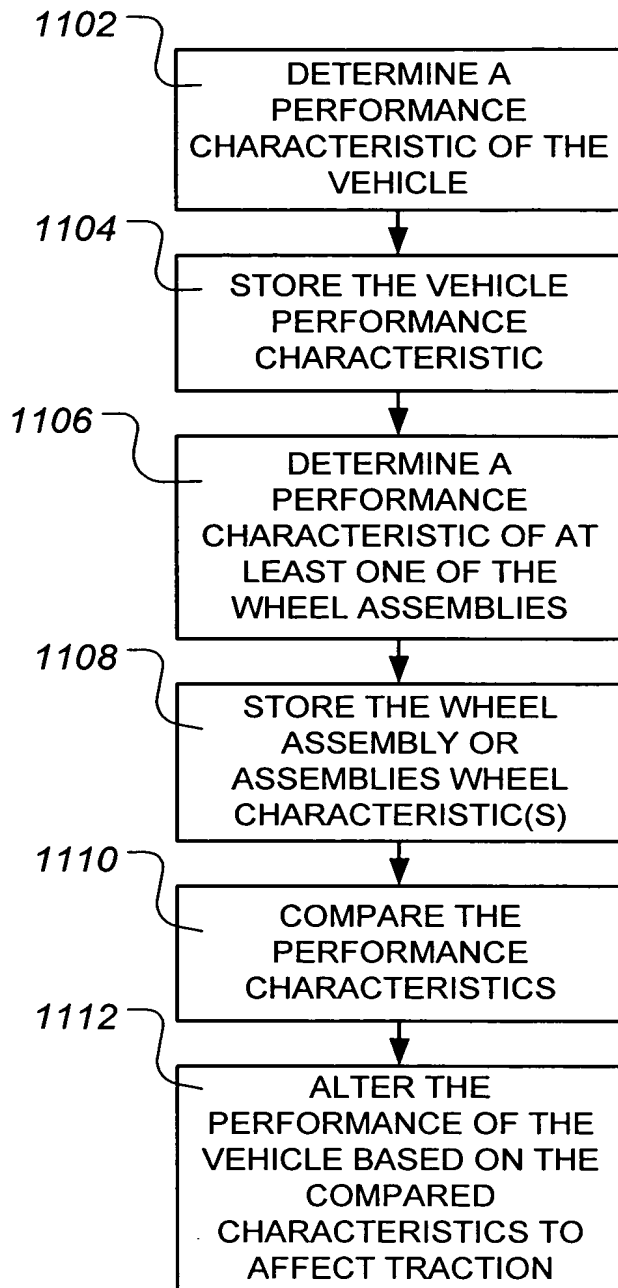 1102
DETERMINE A
PERFORMANCE
CHARACTERISTIC OF THE
VEHICLE
1104
STORE THE VEHICLE
PERFORMANCE
CHARACTERISTIC
1106
DETERMINE A
PERFORMANCE
CHARACTERISTIC OF AT
LEAST ONE OF THE
WHEEL ASSEMBLIES
1108
STORE THE WHEEL
ASSEMBLY OR
ASSEMBLIES WHEEL
CHARACTERISTIC(S)
1110
COMPARE THE
PERFORMANCE
CHARACTERISTICS
1112
ALTER THE
PERFORMANCE OF THE
VEHICLE BASED ON THE
COMPARED
CHARACTERISTICS TO
AFFECT TRACTION